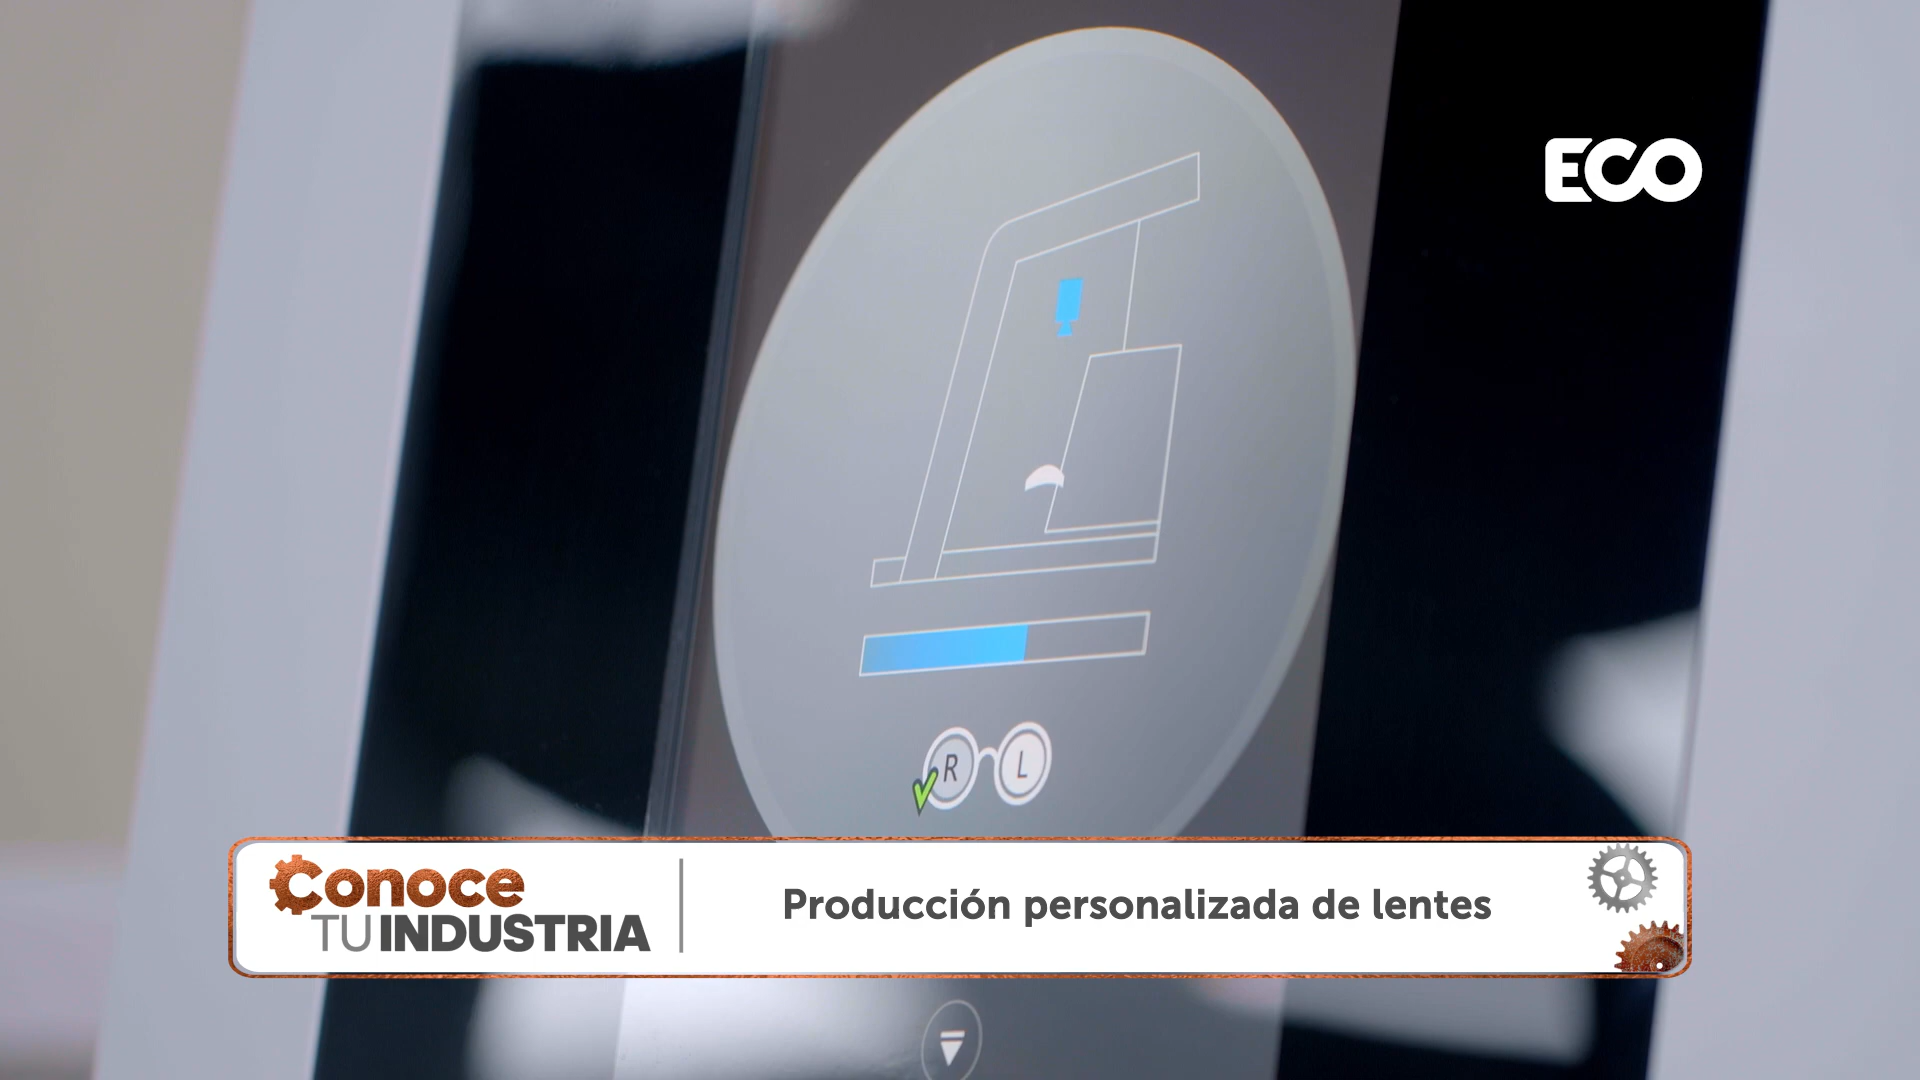 ECO
R L
Conoce
TU INDUSTRIA
Producción personalizada de lentes